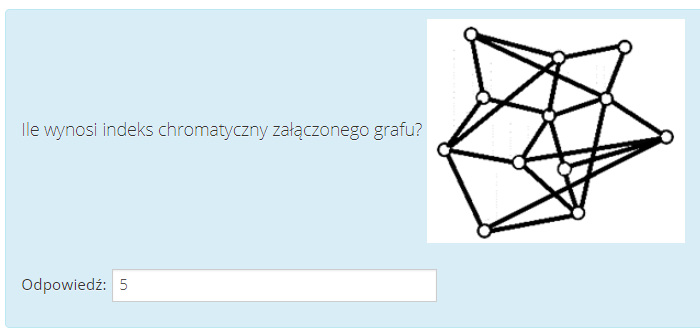 Ile wynosi indeks chromatyczny załączonego grafu?
Odpowiedź: 5